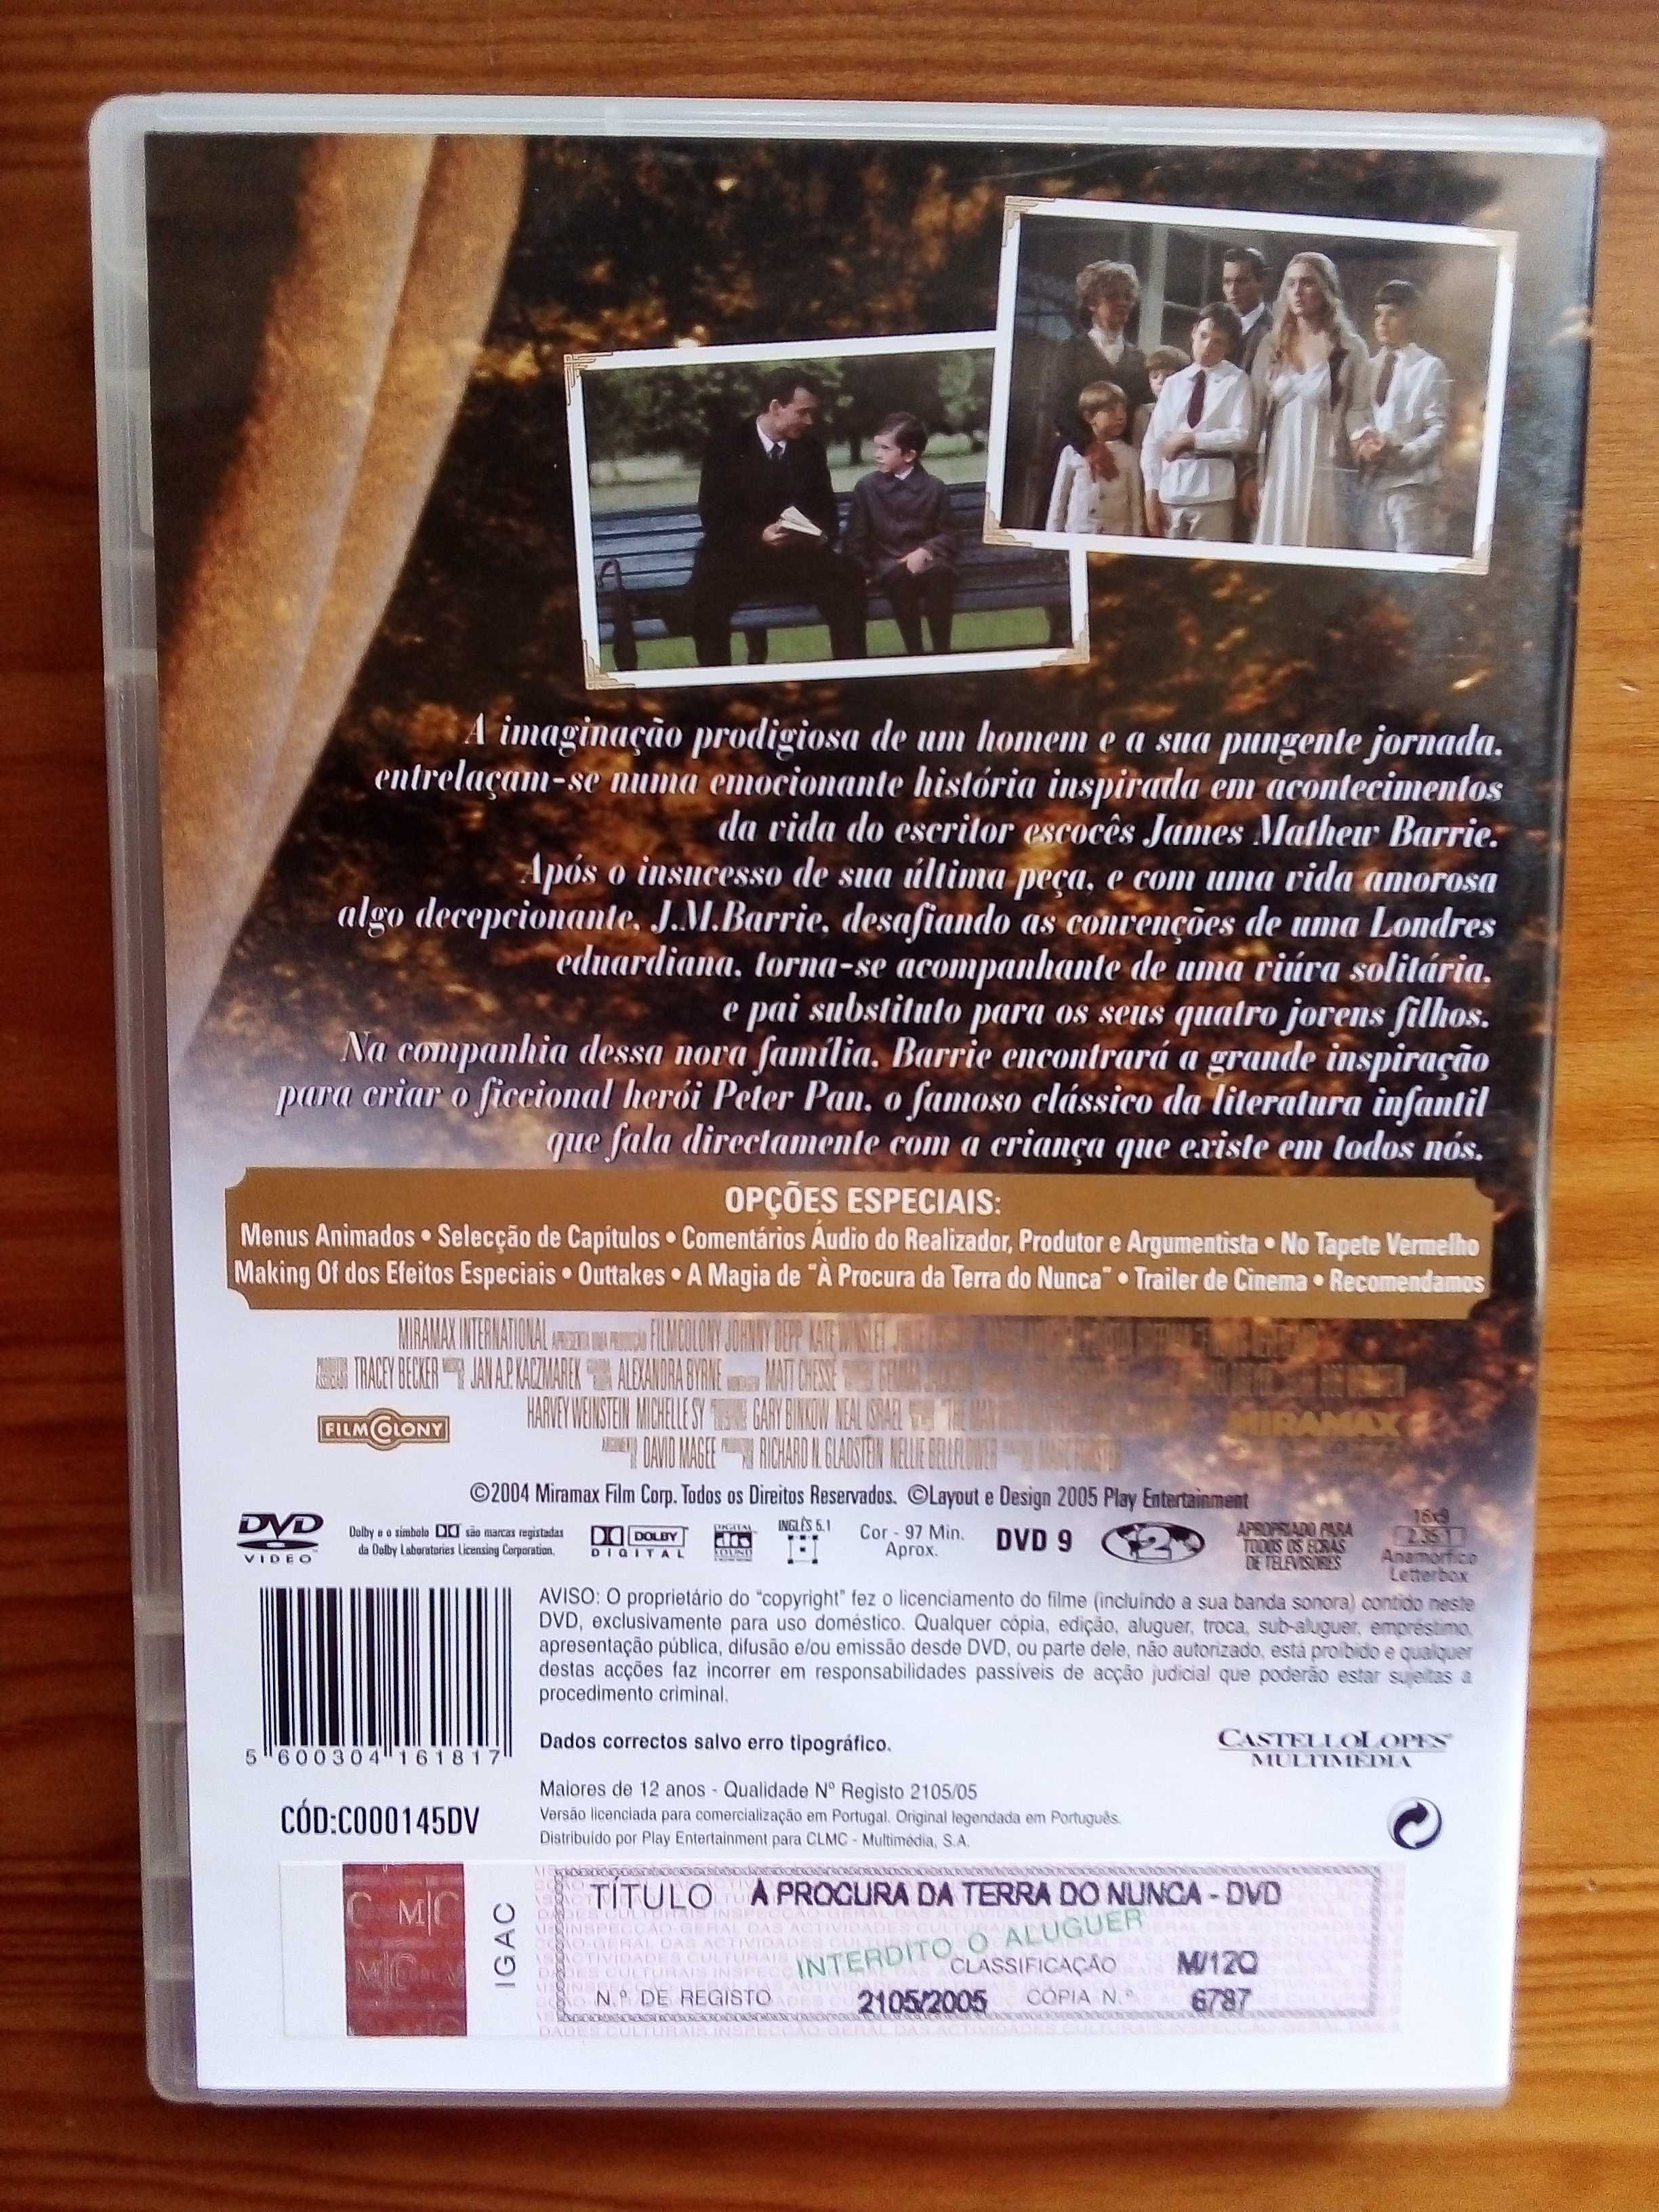 A imaginação prodigiosa de um homem e a sua pungente jornada,
entrelaçam-se numa emocionante história inspirada em acontecimentos
da vida do escritor escocês James Mathew Barrie.
Após o insucesso de sua última peça, e com uma vida amorosa
algo decepcionante, J.M.Barrie, desafiando as convenções de uma Londres
eduardiana, torna-se acompanhante de uma viúva solitária,
e pai substituto para os seus quatro jovens filhos.
Na companhia dessa nova família, Barrie encontrará a grande inspiração
para criar o ficcional herói Peter Pan, o famoso clássico da literatura infantil
que fala directamente com a criança que existe em todos nós.
OPÇÕES ESPECIAIS:
Menus Animados • Selecção de Capítulos • Comentários Áudio do Realizador, Produtor e Argumentista • No Tapete Vermelho
Making Of dos Efeitos Especiais • Outtakes • A Magia de "À Procura da Terra do Nunca" • Trailer de Cinema • Recomendamos
MIRAMAX INTERNATIONAL APRESENTA UMA PRODUÇÃO FILMCOLONY JOHNNY DEPP KATE WINSLET
TRACEY BECKER JAN A.P. KACZMAREK ALEXANDRA BYRNE MATT CHESSE
HARVEY WEINSTEIN MICHELLE SY GARY BINKOW NEAL ISRAEL
FILMCOLONY
MIRAMAX
DAVID MAGEE RICHARD N. GLADSTEIN NELLIE BELLFLOWER MARC FORSTER
©2004 Miramax Film Corp. Todos os Direitos Reservados. ©Layout e Design 2005 Play Entertainment
DVD VIDEO
Dolby e o símbolo DD são marcas registadas
da Dolby Laboratories Licensing Corporation.
DOLBY DIGITAL
DIGITAL dts SOUND
INGLÊS 5.1
Cor - 97 Min.
Aprox.
DVD 9
2
APROPRIADO PARA
TODOS OS ECRAS
DE TELEVISORES
16x9
2.35:1
Anamorfico
Letterbox
AVISO: O proprietário do "copyright" fez o licenciamento do filme (incluíndo a sua banda sonora) contido neste
DVD, exclusivamente para uso doméstico. Qualquer cópia, edição, aluguer, troca, sub-aluguer, empréstimo,
apresentação pública, difusão e/ou emissão desde DVD, ou parte dele, não autorizado, está proíbido e qualquer
destas acções faz incorrer em responsabilidades passíveis de acção judicial que poderão estar sujeitas a
procedimento criminal.
5 600304 161817
Dados correctos salvo erro tipográfico.
CASTELLO LOPES
MULTIMÉDIA
CÓD:C000145DV
Maiores de 12 anos - Qualidade Nº Registo 2105/05
Versão licenciada para comercialização em Portugal. Original legendada em Português.
Distribuído por Play Entertainment para CLMC - Multimédia, S.A.
IGAC
TÍTULO À PROCURA DA TERRA DO NUNCA - DVD
INTERDITO O ALUGUER
CLASSIFICAÇÃO M/12Q
N.º DE REGISTO 2105/2005 CÓPIA N.º 6787